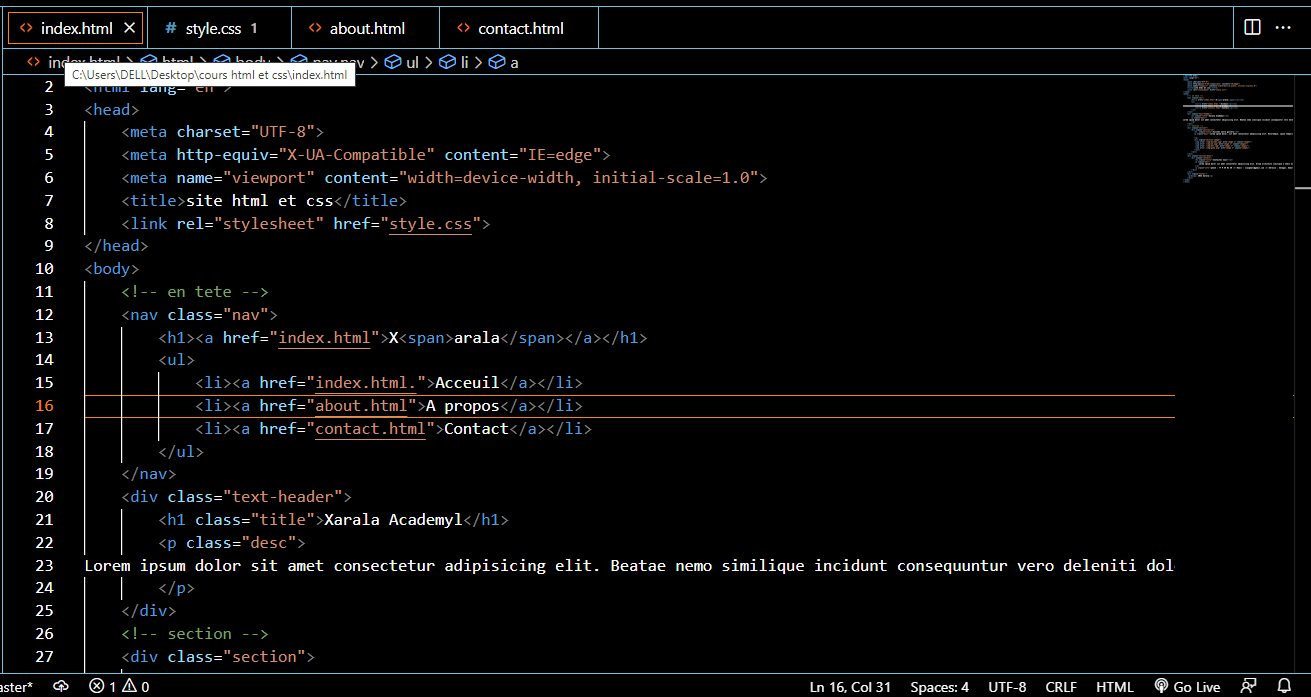 index.html
style.css 1
about.html
contact.html
index.html > html > body > nav.nav > ul > li > a
C:\Users\DELL\Desktop\cours html et css\index.html
2 <html lang="en">
3 <head>
4 <meta charset="UTF-8">
5 <meta http-equiv="X-UA-Compatible" content="IE=edge">
6 <meta name="viewport" content="width=device-width, initial-scale=1.0">
7 <title>site html et css</title>
8 <link rel="stylesheet" href="style.css">
9 </head>
10 <body>
11 <!-- en tete -->
12 <nav class="nav">
13 <h1><a href="index.html">X<span>arala</span></a></h1>
14 <ul>
15 <li><a href="index.html.">Acceuil</a></li>
16 <li><a href="about.html">A propos</a></li>
17 <li><a href="contact.html">Contact</a></li>
18 </ul>
19 </nav>
20 <div class="text-header">
21 <h1 class="title">Xarala Academyl</h1>
22 <p class="desc">
23 Lorem ipsum dolor sit amet consectetur adipisicing elit. Beatae nemo similique incidunt consequuntur vero deleniti dol
24 </p>
25 </div>
26 <!-- section -->
27 <div class="section">
aster* 1 0 Ln 16, Col 31 Spaces: 4 UTF-8 CRLF HTML Go Live